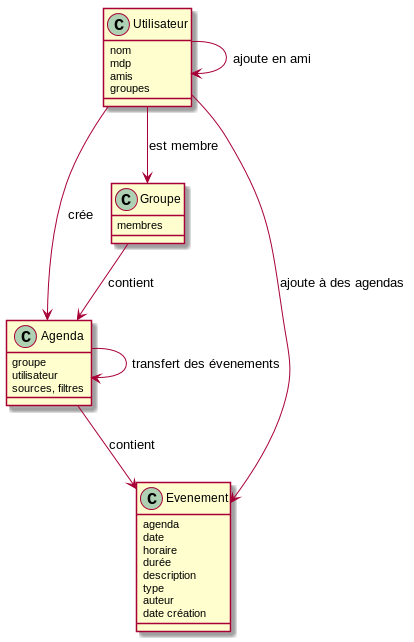 C Utilisateur
nom
mdp
amis
groupes
ajoute en ami
est membre
crée
C Groupe
membres
contient
ajoute à des agendas
C Agenda
groupe
utilisateur
sources, filtres
transfert des évenements
contient
C Evenement
agenda
date
horaire
durée
description
type
auteur
date création